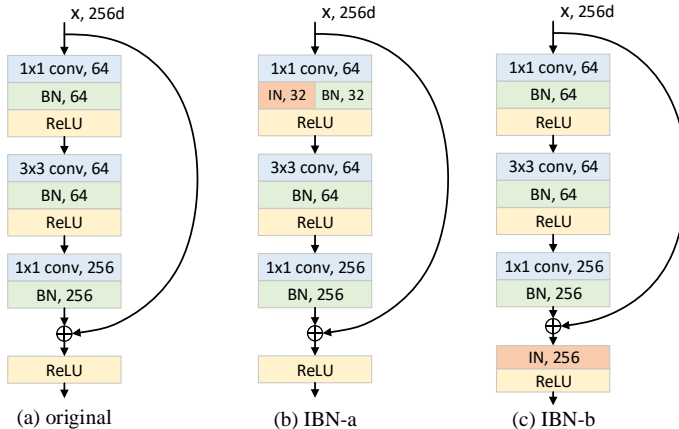 x, 256d
1x1 conv, 64
BN, 64
ReLU
3x3 conv, 64
BN, 64
ReLU
1x1 conv, 256
BN, 256
ReLU
(a) original
x, 256d
1x1 conv, 64
IN, 32 BN, 32
ReLU
3x3 conv, 64
BN, 64
ReLU
1x1 conv, 256
BN, 256
ReLU
(b) IBN-a
x, 256d
1x1 conv, 64
BN, 64
ReLU
3x3 conv, 64
BN, 64
ReLU
1x1 conv, 256
BN, 256
IN, 256
ReLU
(c) IBN-b